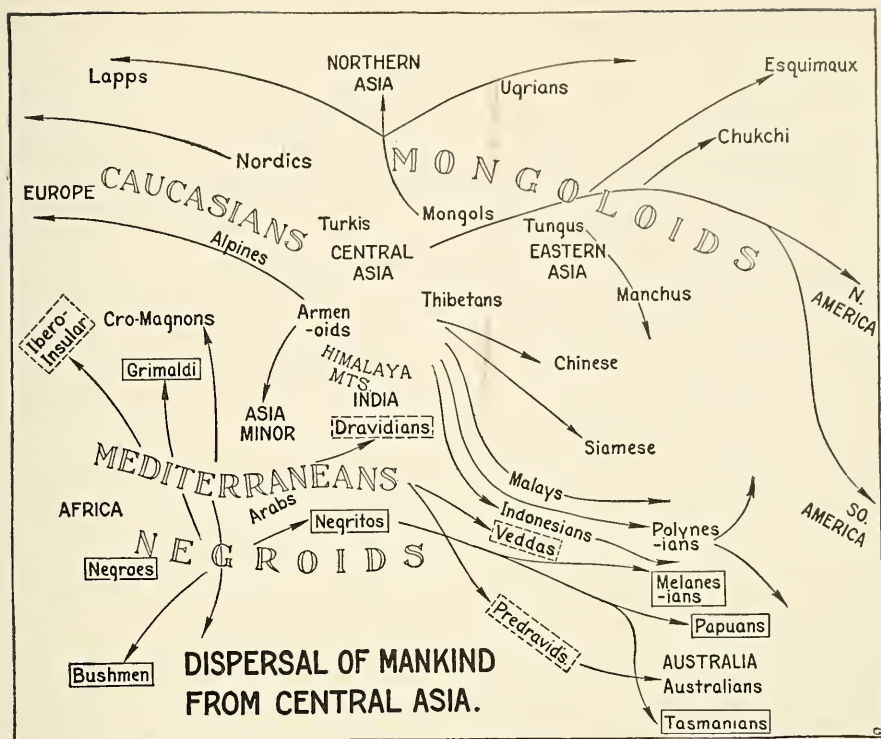 Lapps
NORTHERN
ASIA
Ugrians
Esquimaux
Chukchi
Nordics
MONGOLOIDS
EUROPE
CAUCASIANS
Turkis
Mongols
Alpines
CENTRAL
ASIA
Tungus
EASTERN
ASIA
Thibetans
Manchus
N.
AMERICA
Ibero-
Insular
Cro-Magnons
Armen
-oids
Grimaldi
HIMALAYA
MTS.
INDIA
Chinese
ASIA
MINOR
Dravidians
Siamese
MEDITERRANEANS
Malays
SO.
AMERICA
AFRICA
Arabs
Negritos
Indonesians
Veddas
Polynes
-ians
NEGROIDS
Negroes
Melanes
-ians
Predravids.
Papuans
Bushmen
DISPERSAL OF MANKIND
FROM CENTRAL ASIA.
AUSTRALIA
Australians
Tasmanians